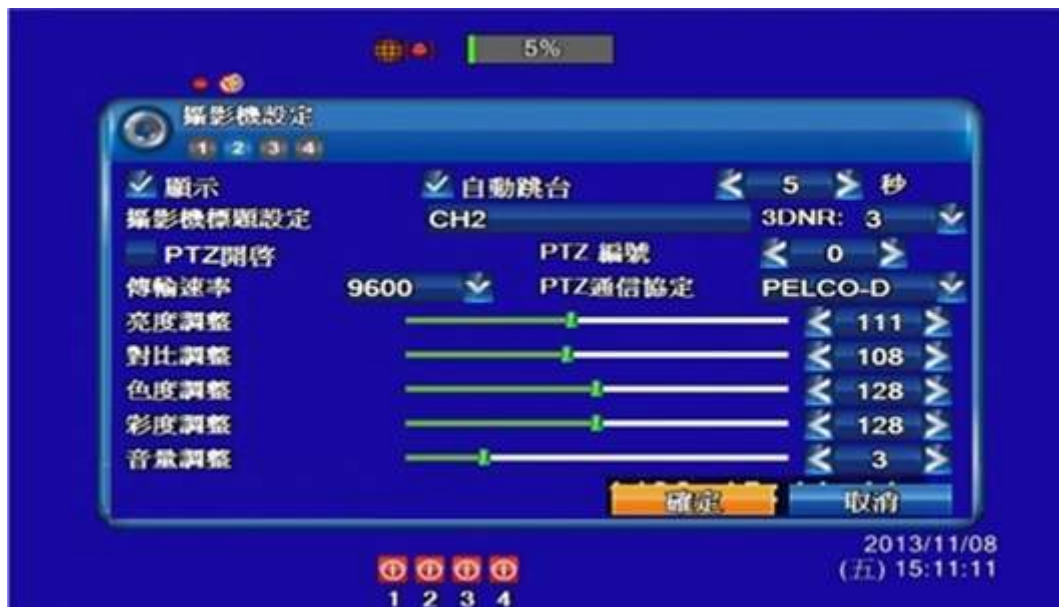 5%
攝影機設定
1 2 3 4
顯示 自動跳台 5 秒
攝影機標題設定 CH2 3DNR: 3
PTZ開啓 PTZ 編號 0
傳輸速率 9600 PTZ通信協定 PELCO-D
亮度調整 111
對比調整 108
色度調整 128
彩度調整 128
音量調整 3
確定 取消
2013/11/08
(五) 15:11:11
1 2 3 4